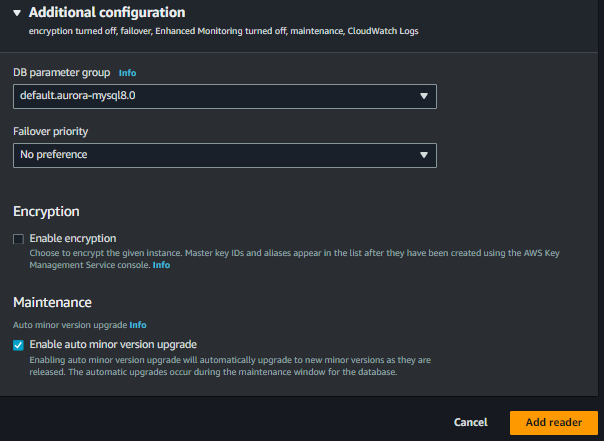 Additional configuration
encryption turned off, failover, Enhanced Monitoring turned off, maintenance, CloudWatch Logs
DB parameter group Info
default.aurora-mysql8.0
Failover priority
No preference
Encryption
Enable encryption
Choose to encrypt the given instance. Master key IDs and aliases appear in the list after they have been created using the AWS Key
Management Service console. Info
Maintenance
Auto minor version upgrade Info
Enable auto minor version upgrade
Enabling auto minor version upgrade will automatically upgrade to new minor versions as they are
released. The automatic upgrades occur during the maintenance window for the database.
Cancel Add reader